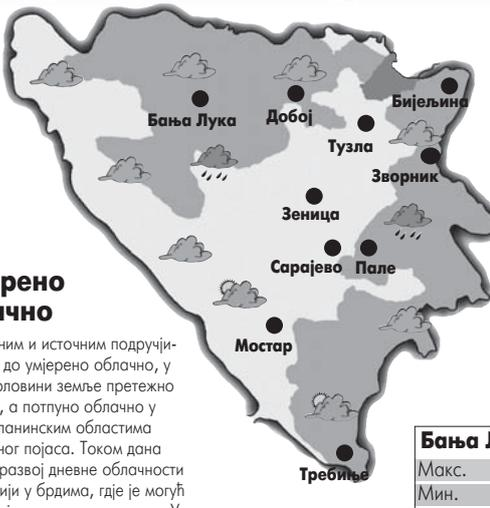 Бања Лука
Добој
Бијељина
Тузла
Зворник
Зеница
Сарајево
Пале
Мостар
Требиње
рено
чно
ним и источним подручји-
до умјерено облачно, у
оловини земље претежно
, а потпуно облачно у
ланинским областима
ног појаса. Током дана
развој дневне облачности
ији у брдима, гдје је могућ
Бања Л
Макс.
Мин.